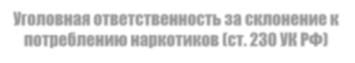 Уголовная ответственность за склонение к
потреблению наркотиков (ст. 230 УК РФ)